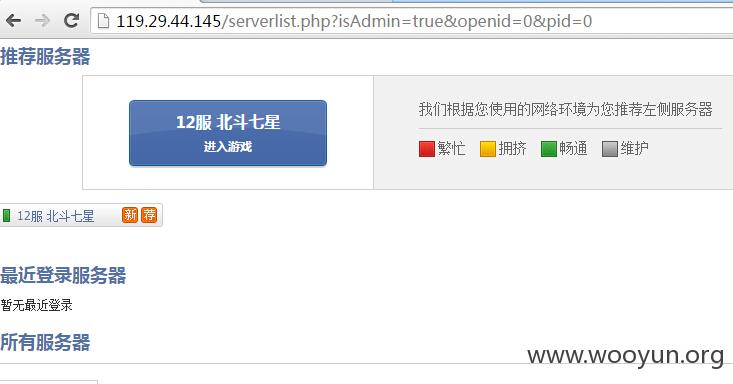 119.29.44.145/serverlist.php?isAdmin=true&openid=0&pid=0
推荐服务器
12服 北斗七星
进入游戏
我们根据您使用的网络环境为您推荐左侧服务器
繁忙 拥挤 畅通 维护
12服 北斗七星 新 荐
最近登录服务器
暂无最近登录
所有服务器
www.wooyun.org